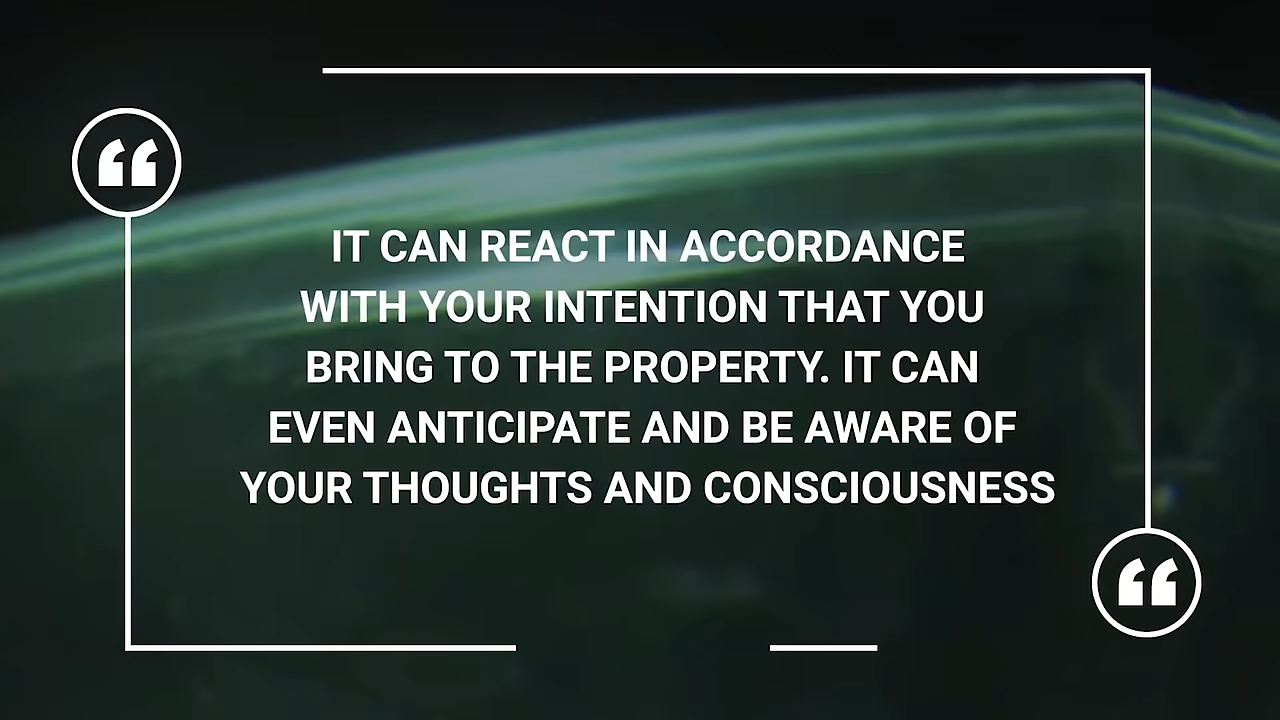 IT CAN REACT IN ACCORDANCE
WITH YOUR INTENTION THAT YOU
BRING TO THE PROPERTY. IT CAN
EVEN ANTICIPATE AND BE AWARE OF
YOUR THOUGHTS AND CONSCIOUSNESS